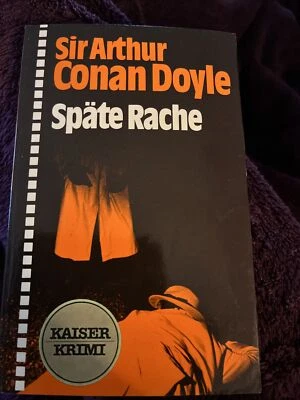 Sir Arthur
Conan Doyle
Späte Rache
KAISER
KRIMI